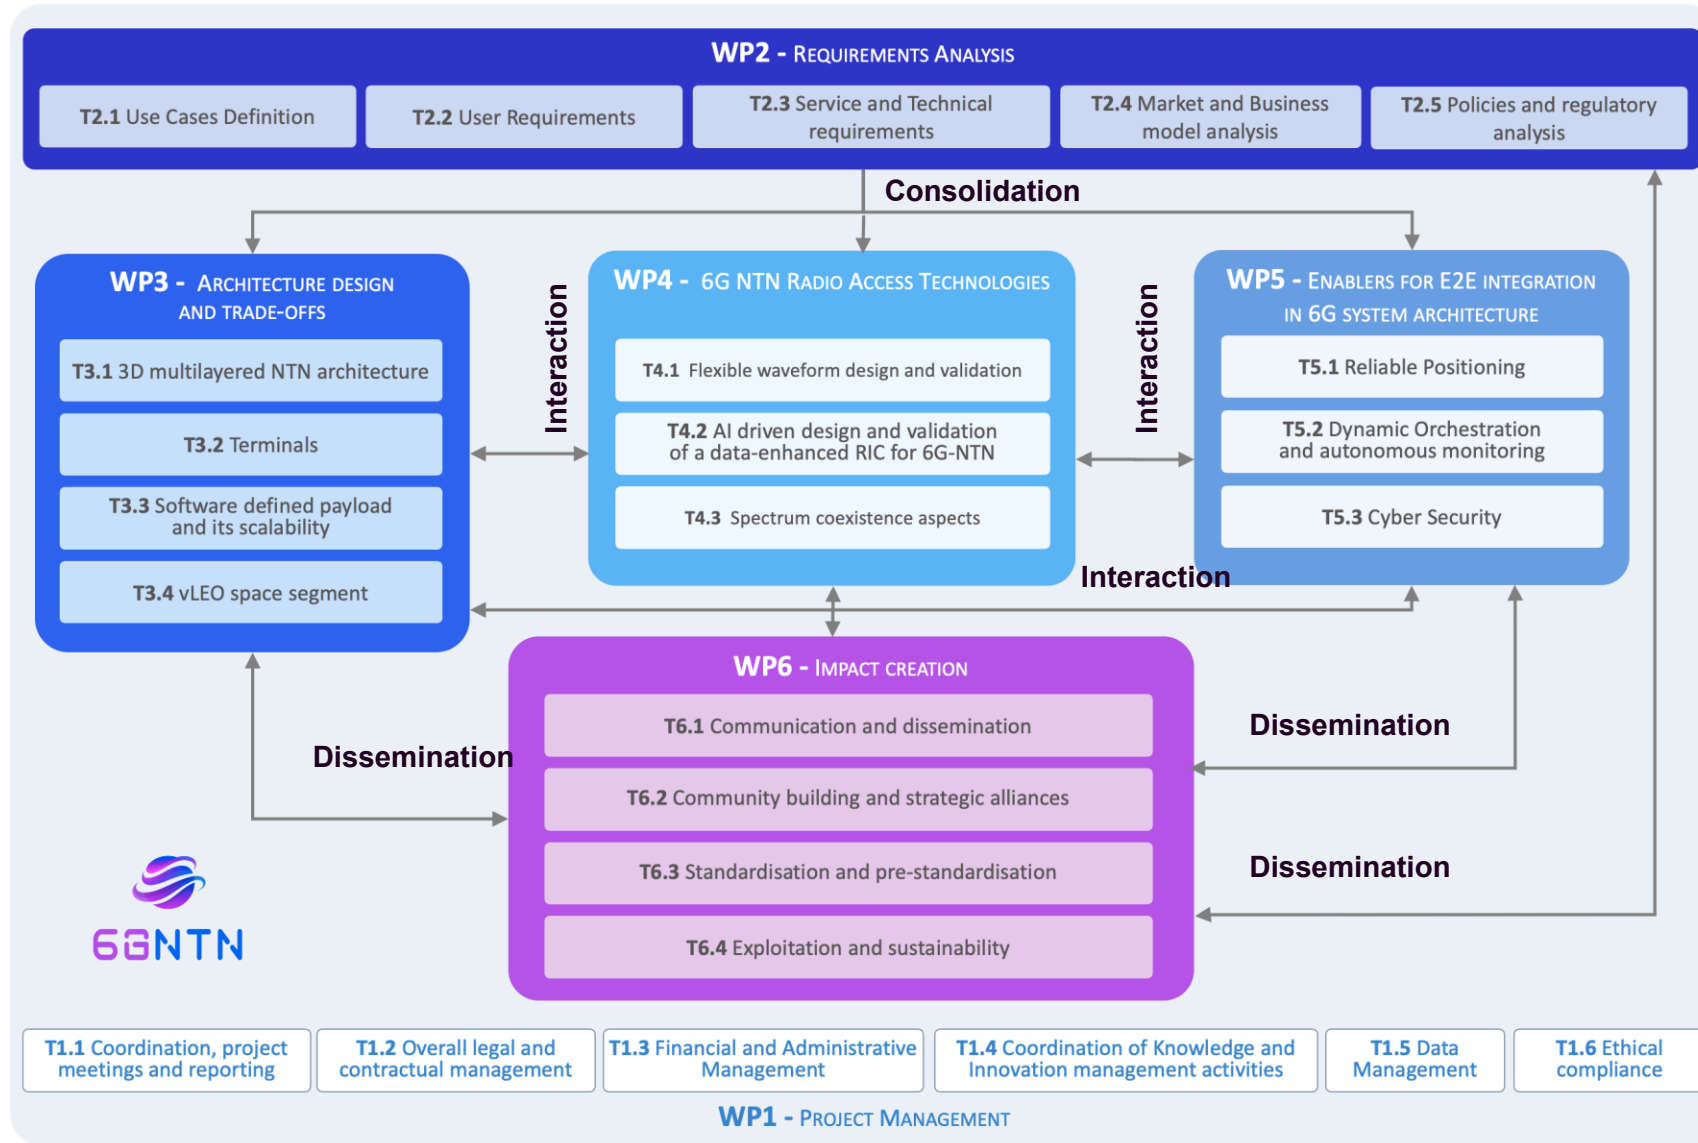 WP2 - REQUIREMENTS ANALYSIS
T2.1 Use Cases Definition
T2.2 User Requirements
T2.3 Service and Technical
requirements
T2.4 Market and Business
model analysis
T2.5 Policies and regulatory
analysis
Consolidation
WP3 - ARCHITECTURE DESIGN
AND TRADE-OFFS
T3.1 3D multilayered NTN architecture
T3.2 Terminals
T3.3 Software defined payload
and its scalability
T3.4 vLEO space segment
Interaction
WP4 - 6G NTN RADIO ACCESS TECHNOLOGIES
T4.1 Flexible waveform design and validation
T4.2 AI driven design and validation
of a data-enhanced RIC for 6G-NTN
T4.3 Spectrum coexistence aspects
Interaction
WP5 - ENABLERS FOR E2E INTEGRATION
IN 6G SYSTEM ARCHITECTURE
T5.1 Reliable Positioning
T5.2 Dynamic Orchestration
and autonomous monitoring
T5.3 Cyber Security
Interaction
WP6 - IMPACT CREATION
T6.1 Communication and dissemination
T6.2 Community building and strategic alliances
T6.3 Standardisation and pre-standardisation
T6.4 Exploitation and sustainability
Dissemination
Dissemination
Dissemination
6GNTN
T1.1 Coordination, project
meetings and reporting
T1.2 Overall legal and
contractual management
T1.3 Financial and Administrative
Management
T1.4 Coordination of Knowledge and
Innovation management activities
T1.5 Data
Management
T1.6 Ethical
compliance
WP1 - PROJECT MANAGEMENT